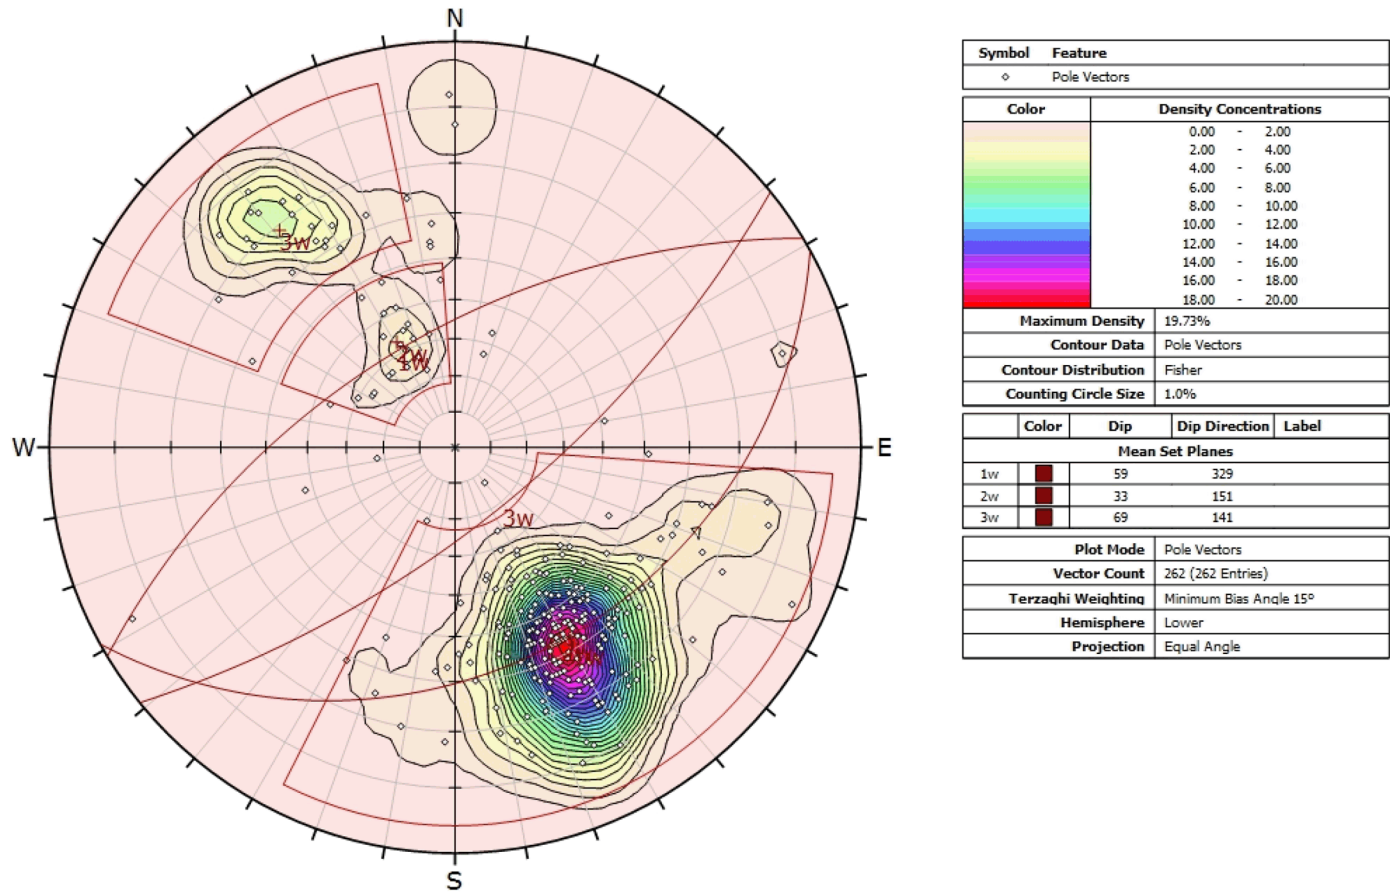 N
W
E
S
3w
2w
1w
3w
Symbol Feature
Pole Vectors
Color Density Concentrations
0.00 - 2.00
2.00 - 4.00
4.00 - 6.00
6.00 - 8.00
8.00 - 10.00
10.00 - 12.00
12.00 - 14.00
14.00 - 16.00
16.00 - 18.00
18.00 - 20.00
Maximum Density 19.73%
Contour Data Pole Vectors
Contour Distribution Fisher
Counting Circle Size 1.0%
Color Dip Dip Direction Label
Mean Set Planes
1w 59 329
2w 33 151
3w 69 141
Plot Mode Pole Vectors
Vector Count 262 (262 Entries)
Terzaghi Weighting Minimum Bias Angle 15°
Hemisphere Lower
Projection Equal Angle